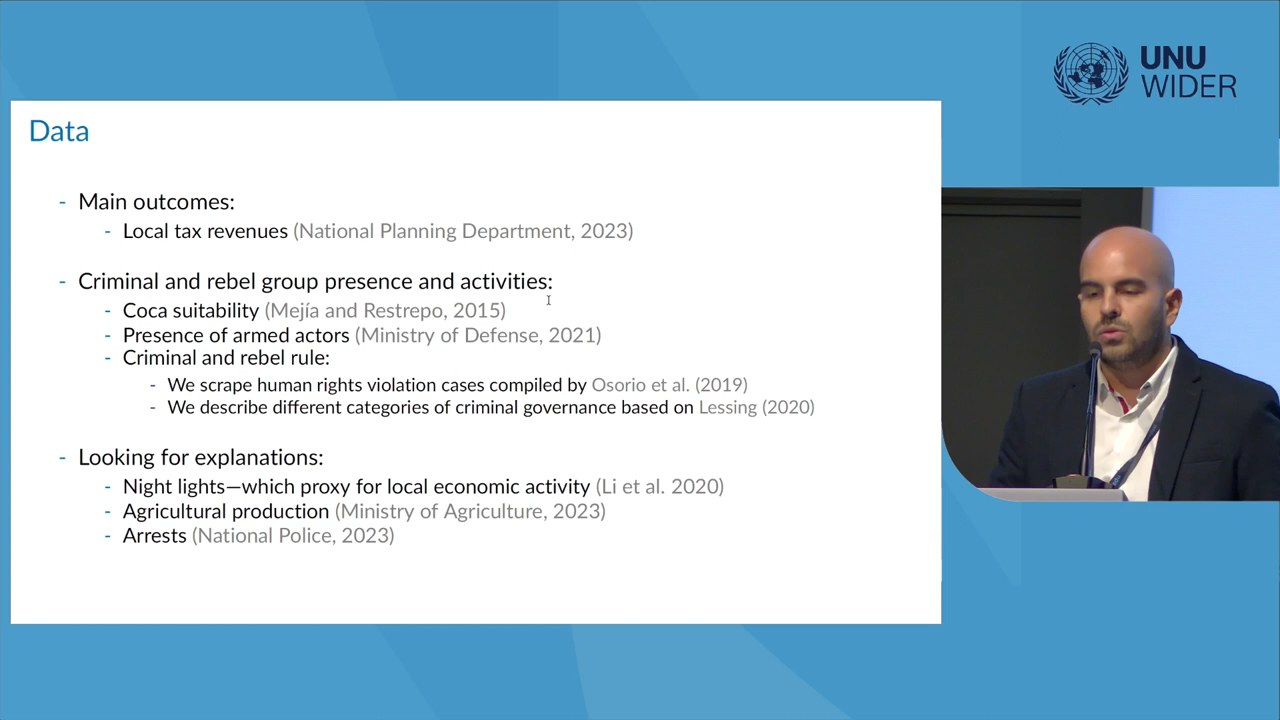 UNU
WIDER
Data
- Main outcomes:
- Local tax revenues (National Planning Department, 2023)
- Criminal and rebel group presence and activities:
- Coca suitability (Mejía and Restrepo, 2015)
- Presence of armed actors (Ministry of Defense, 2021)
- Criminal and rebel rule:
- We scrape human rights violation cases compiled by Osorio et al. (2019)
- We describe different categories of criminal governance based on Lessing (2020)
- Looking for explanations:
- Night lights—which proxy for local economic activity (Li et al. 2020)
- Agricultural production (Ministry of Agriculture, 2023)
- Arrests (National Police, 2023)